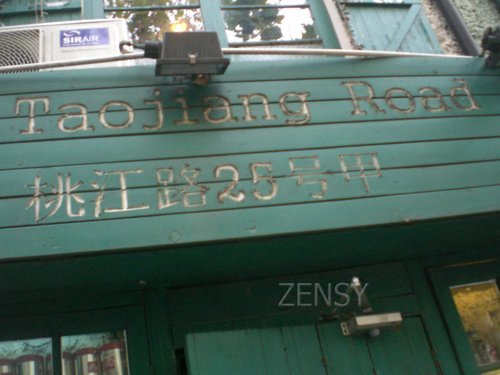 SIRAIR
Taojiang Road
桃江路25号甲
ZENSY